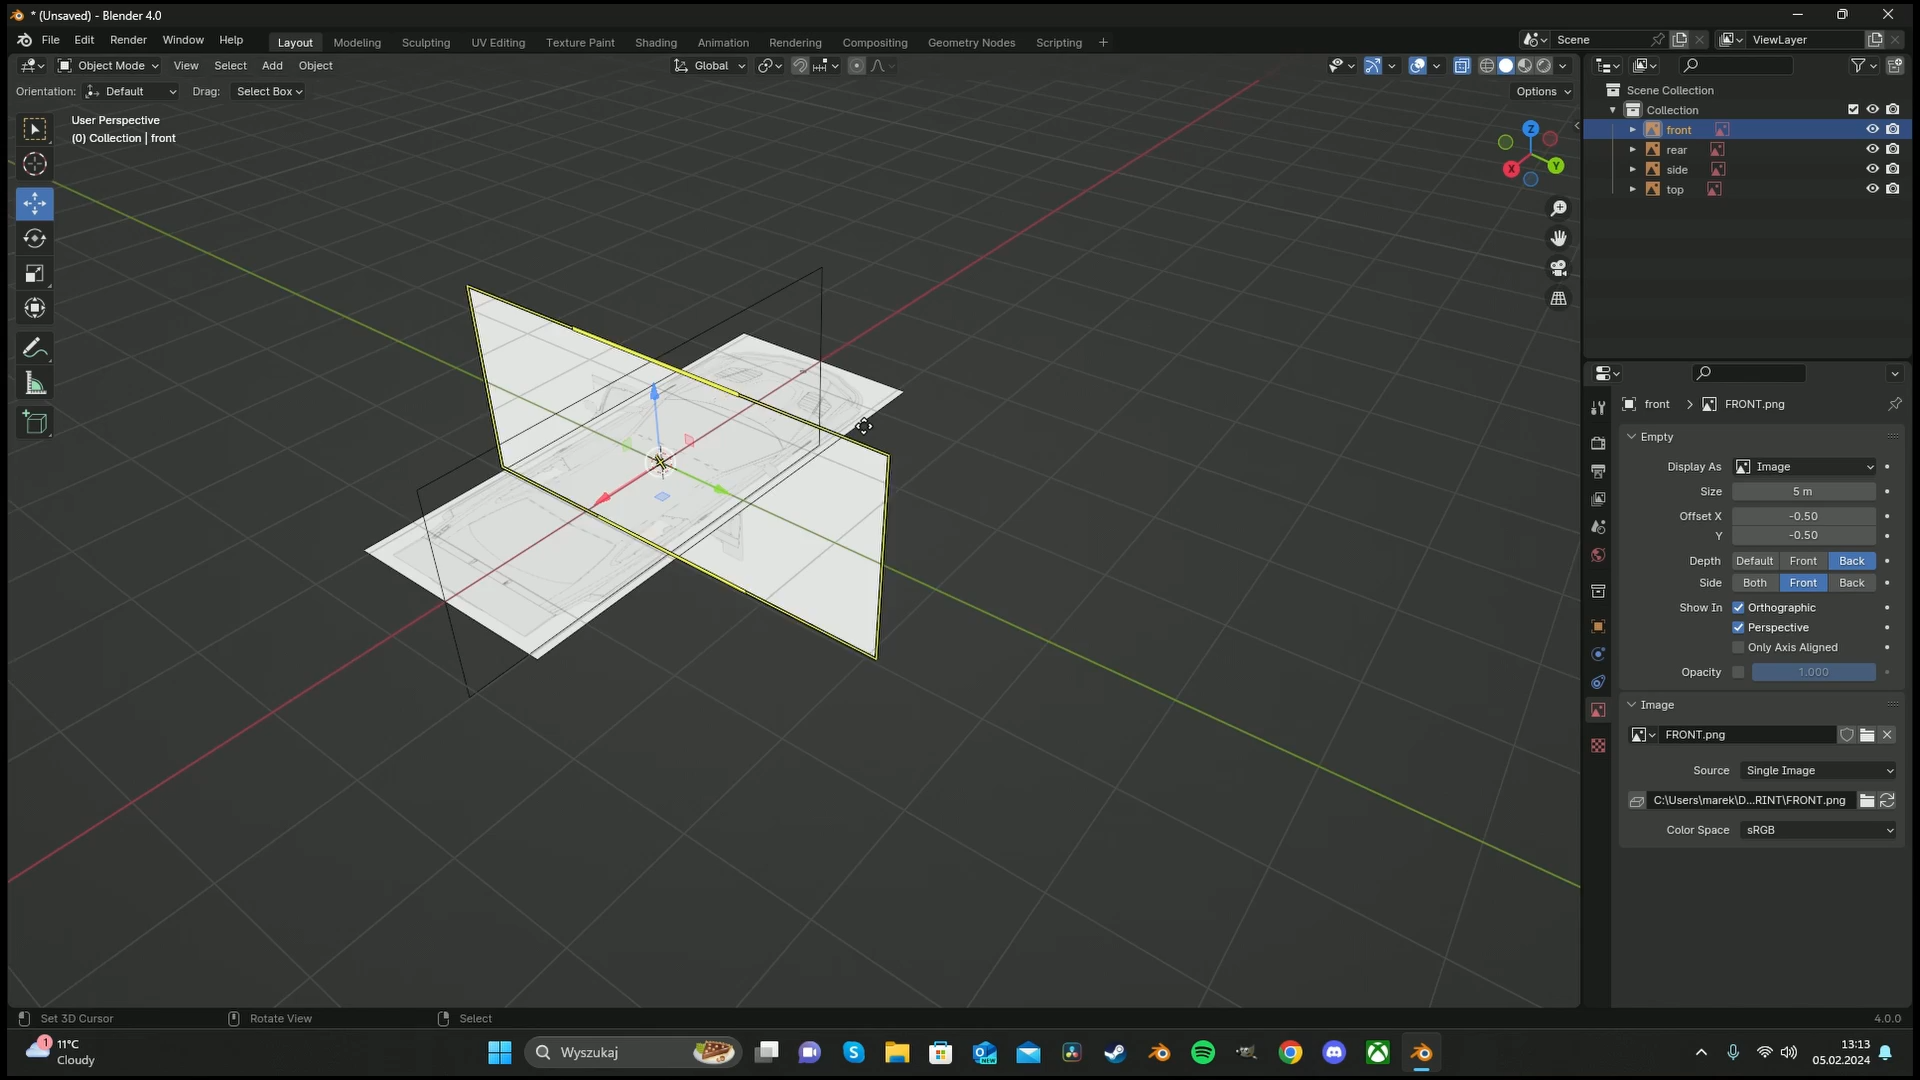 * (Unsaved) - Blender 4.0
File Edit Render Window Help Layout Modeling Sculpting UV Editing Texture Paint Shading Animation Rendering Compositing Geometry Nodes Scripting + Scene ViewLayer
Object Mode View Select Add Object Global
Orientation: Default Drag: Select Box Options
User Perspective
(0) Collection | front
Z
X
Y
Scene Collection
Collection
front
rear
side
top
front > FRONT.png
Empty
Display As Image
Size 5 m
Offset X -0.50
Y -0.50
Depth Default Front Back
Side Both Front Back
Show In Orthographic
Perspective
Only Axis Aligned
Opacity 1.000
Image
FRONT.png
Source Single Image
C:\Users\marek\D...RINT\FRONT.png
Color Space sRGB
Set 3D Cursor Rotate View Select 4.0.0
1
11°C
Cloudy
Wyszukaj
NEW
13:13
05.02.2024